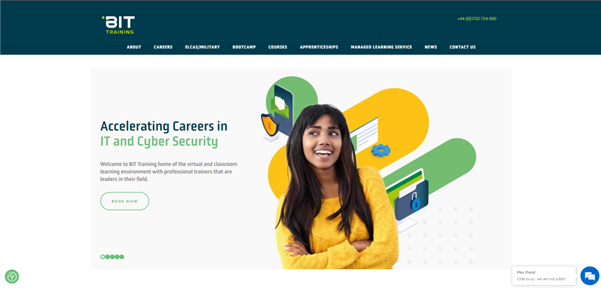 BIT
TRAINING
+44 (0)1752 724 000
ABOUT CAREERS ELCAS/MILITARY BOOTCAMP COURSES APPRENTICESHIPS MANAGED LEARNING SERVICE NEWS CONTACT US
Accelerating Careers in
IT and Cyber Security
Welcome to BIT Training home of the virtual and classroom
learning environment with professional trainers that are
leaders in their field.
BOOK NOW
Hey there!
Chat to us - we are not a Bot!